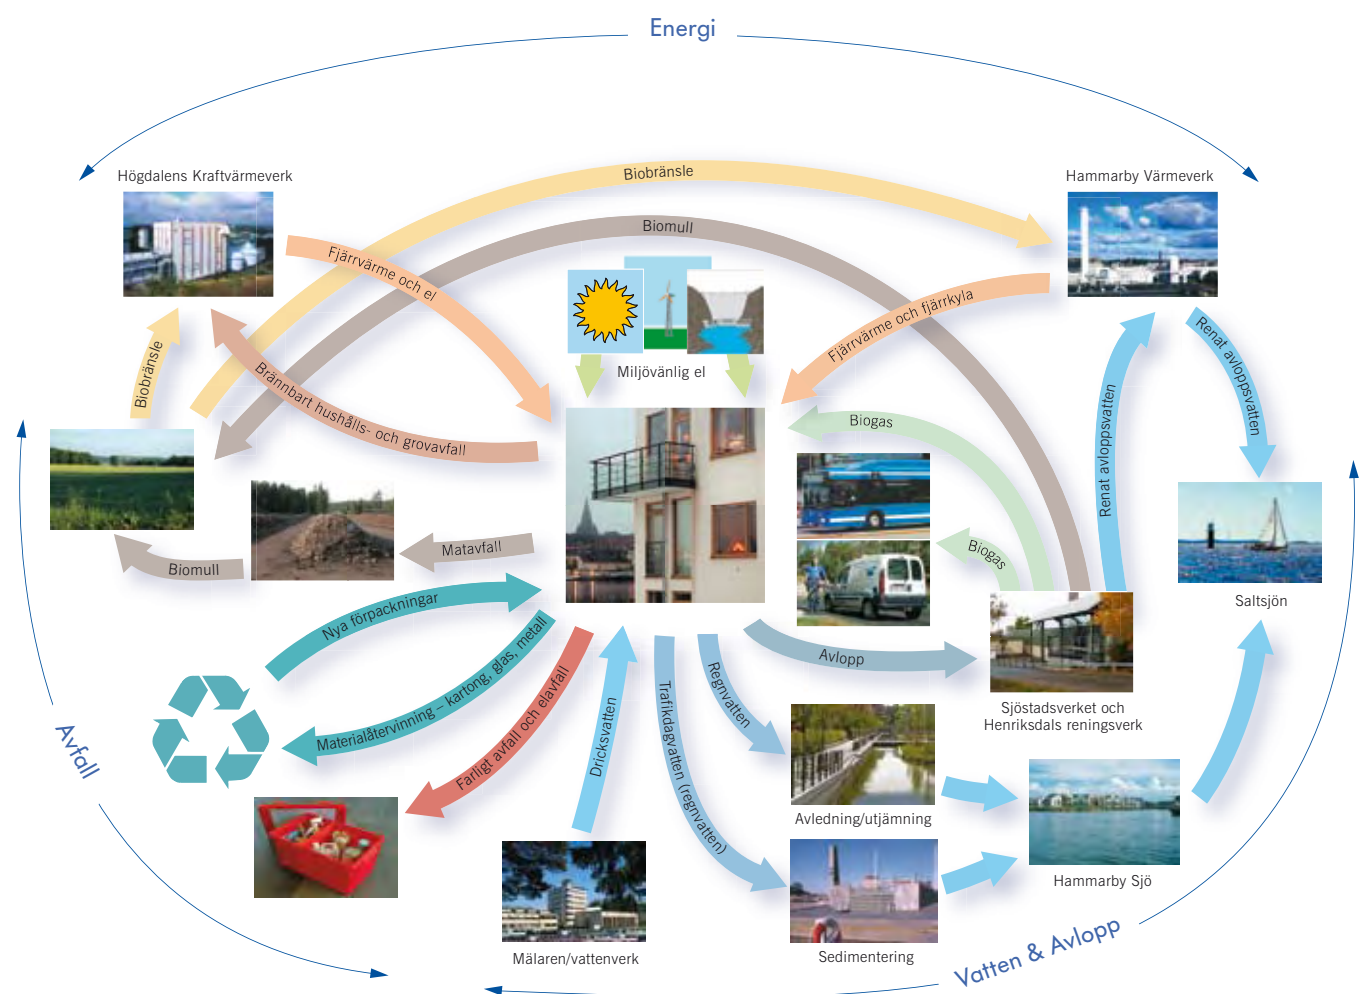 Energi
Högdalens Kraftvärmeverk
Hammarby Värmeverk
Biobränsle
Biomull
Fjärrvärme och el
Fjärrvärme och fjärrkyla
Miljövänlig el
Biobränsle
Brännbart hushålls- och grovavfall
Renat avloppsvatten
Renat avloppsvatten
Biogas
Biogas
Matavfall
Biomull
Saltsjön
Nya förpackningar
Materialåtervinning – kartong, glas, metall
Farligt avfall och elavfall
Dricksvatten
Trafikdagvatten (regnvatten)
Regnvatten
Avlopp
Sjöstadsverket och
Henriksdals reningsverk
Avfall
Avledning/utjämning
Hammarby Sjö
Mälaren/vattenverk
Sedimentering
Vatten & Avlopp